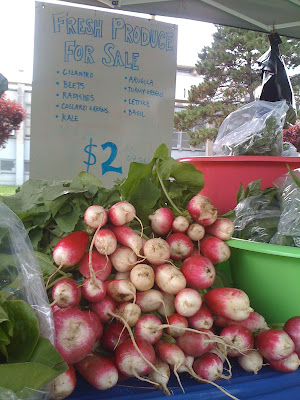 FRESH PRODUCE
FOR SALE
• CILANTRO
• BEETS
• RADISHES
• COLLARD GREENS
• KALE
• ARUGULA
• TURNIP GREENS
• LETTUCE
• BASIL
$2